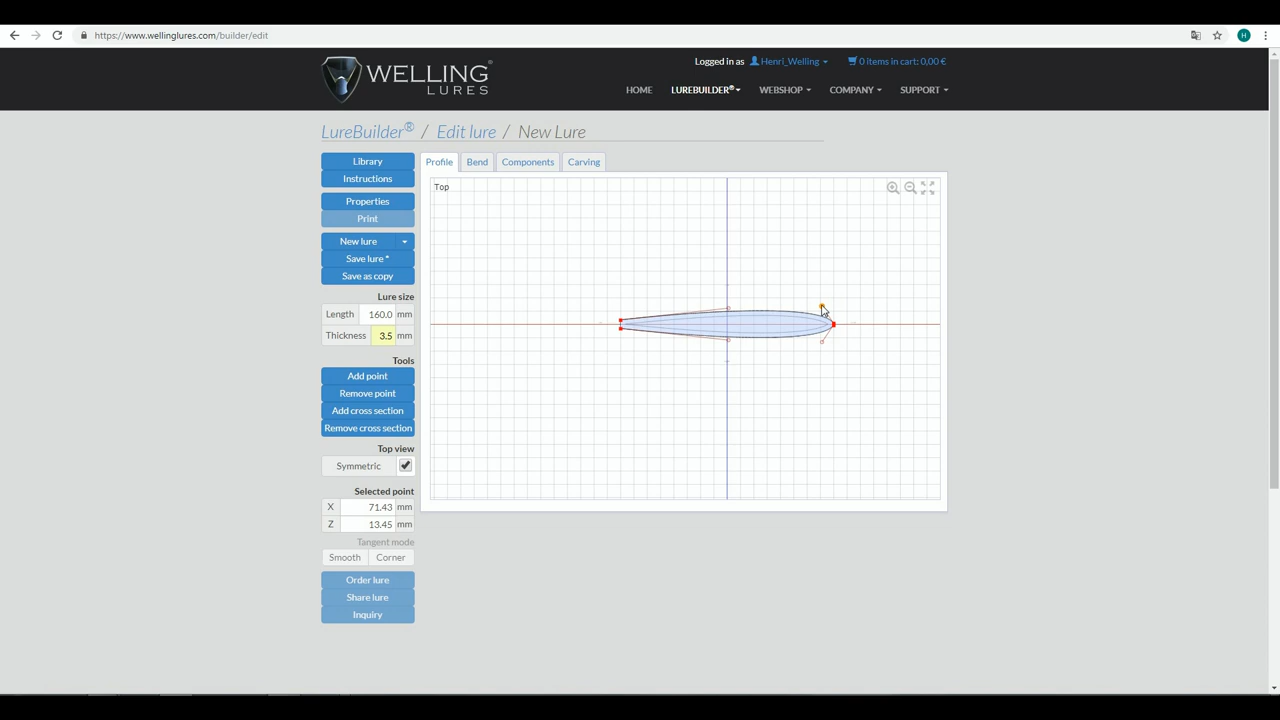 https://www.wellinglures.com/builder/edit
H
WELLING®
LURES
Logged in as Henri_Welling 0 items in cart: 0,00 €
HOME LUREBUILDER® WEBSHOP COMPANY SUPPORT
LureBuilder® / Edit lure / New Lure
Library
Instructions
Properties
Print
New lure
Save lure *
Save as copy
Lure size
Length 160.0 mm
Thickness 3.5 mm
Tools
Add point
Remove point
Add cross section
Remove cross section
Top view
Symmetric
Selected point
X 71.43 mm
Z 13.45 mm
Tangent mode
Smooth Corner
Order lure
Share lure
Inquiry
Profile Bend Components Carving
Top